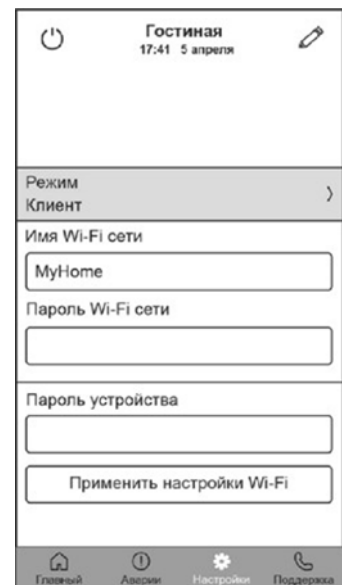 Гостиная
17:41 5 апреля
Режим
Клиент
Имя Wi-Fi сети
MyHome
Пароль Wi-Fi сети
Пароль устройства
Применить настройки Wi-Fi
Главный Аварии Настройки Поддержка